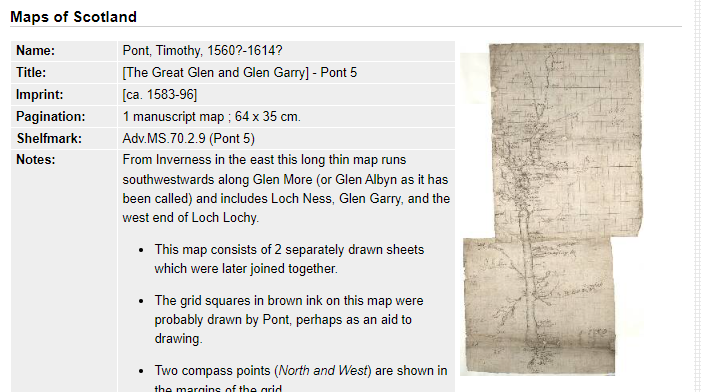 Maps of Scotland
Name: Pont, Timothy, 1560?-1614?
Title: [The Great Glen and Glen Garry] - Pont 5
Imprint: [ca. 1583-96]
Pagination: 1 manuscript map ; 64 x 35 cm.
Shelfmark: Adv.MS.70.2.9 (Pont 5)
Notes: From Inverness in the east this long thin map runs
southwestwards along Glen More (or Glen Albyn as it has
been called) and includes Loch Ness, Glen Garry, and the
west end of Loch Lochy.
• This map consists of 2 separately drawn sheets
which were later joined together.
• The grid squares in brown ink on this map were
probably drawn by Pont, perhaps as an aid to
drawing.
• Two compass points (North and West) are shown in
the margins of the grid